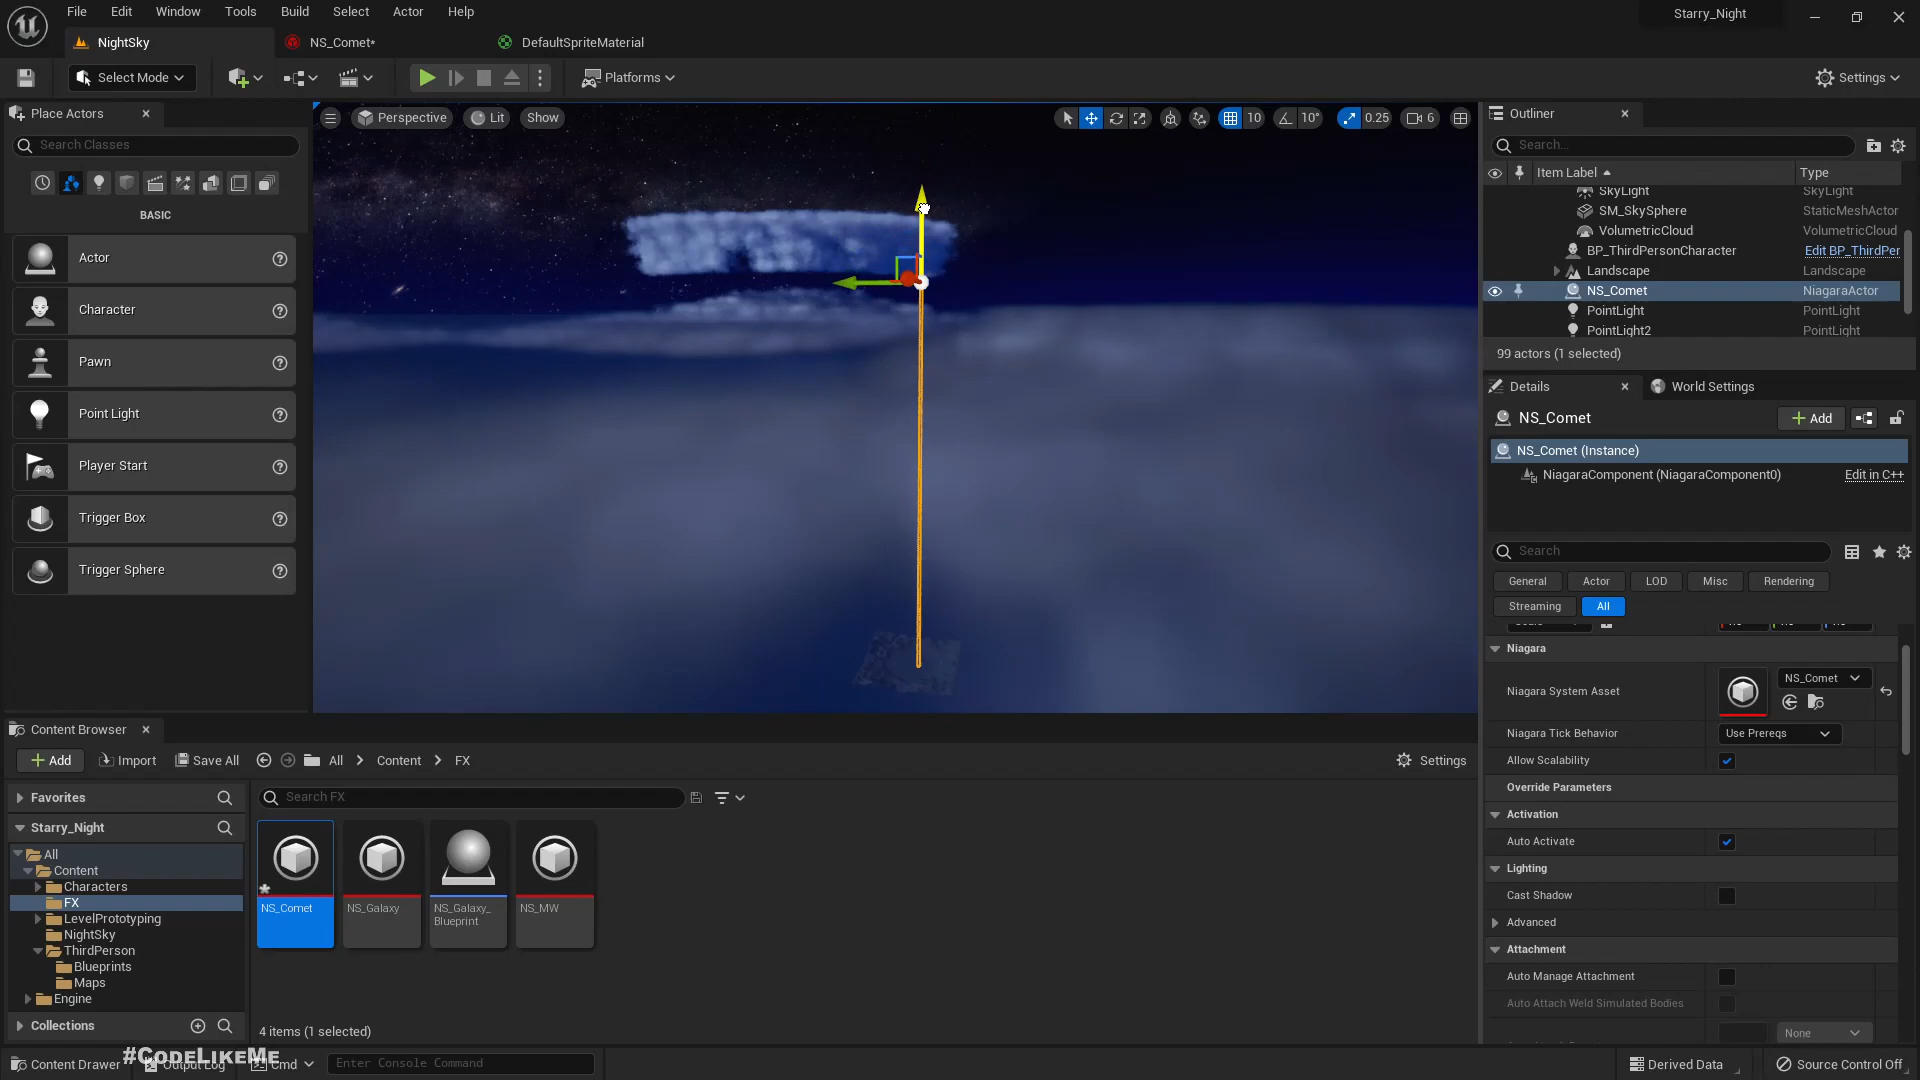 File Edit Window Tools Build Select Actor Help
Starry_Night
NightSky
NS_Comet*
DefaultSpriteMaterial
Select Mode
Platforms
Settings
Place Actors
Search Classes
BASIC
Actor
Character
Pawn
Point Light
Player Start
Trigger Box
Trigger Sphere
Perspective
Lit
Show
10
10°
0.25
6
Outliner
Search...
Item Label
Type
SkyLight SkyLight
SM_SkySphere StaticMeshActor
VolumetricCloud VolumetricCloud
BP_ThirdPersonCharacter Edit BP_ThirdPer
Landscape Landscape
NS_Comet NiagaraActor
PointLight PointLight
PointLight2 PointLight
99 actors (1 selected)
Details
World Settings
NS_Comet
Add
NS_Comet (Instance)
NiagaraComponent (NiagaraComponent0) Edit in C++
Search
General Actor LOD Misc Rendering
Streaming All
Niagara
Niagara System Asset
NS_Comet
Niagara Tick Behavior
Use Prereqs
Allow Scalability
Override Parameters
Activation
Auto Activate
Lighting
Cast Shadow
Advanced
Attachment
Auto Manage Attachment
Auto Attach Weld Simulated Bodies
None
Content Browser
Add
Import
Save All
All
Content
FX
Settings
Favorites
Starry_Night
All
Content
Characters
FX
LevelPrototyping
NightSky
ThirdPerson
Blueprints
Maps
Engine
Collections
Search FX
NS_Comet
NS_Galaxy
NS_Galaxy_
Blueprint
NS_MW
4 items (1 selected)
#CodeLikeMe
Content Drawer
Output Log
Cmd
Enter Console Command
Derived Data
Source Control Off